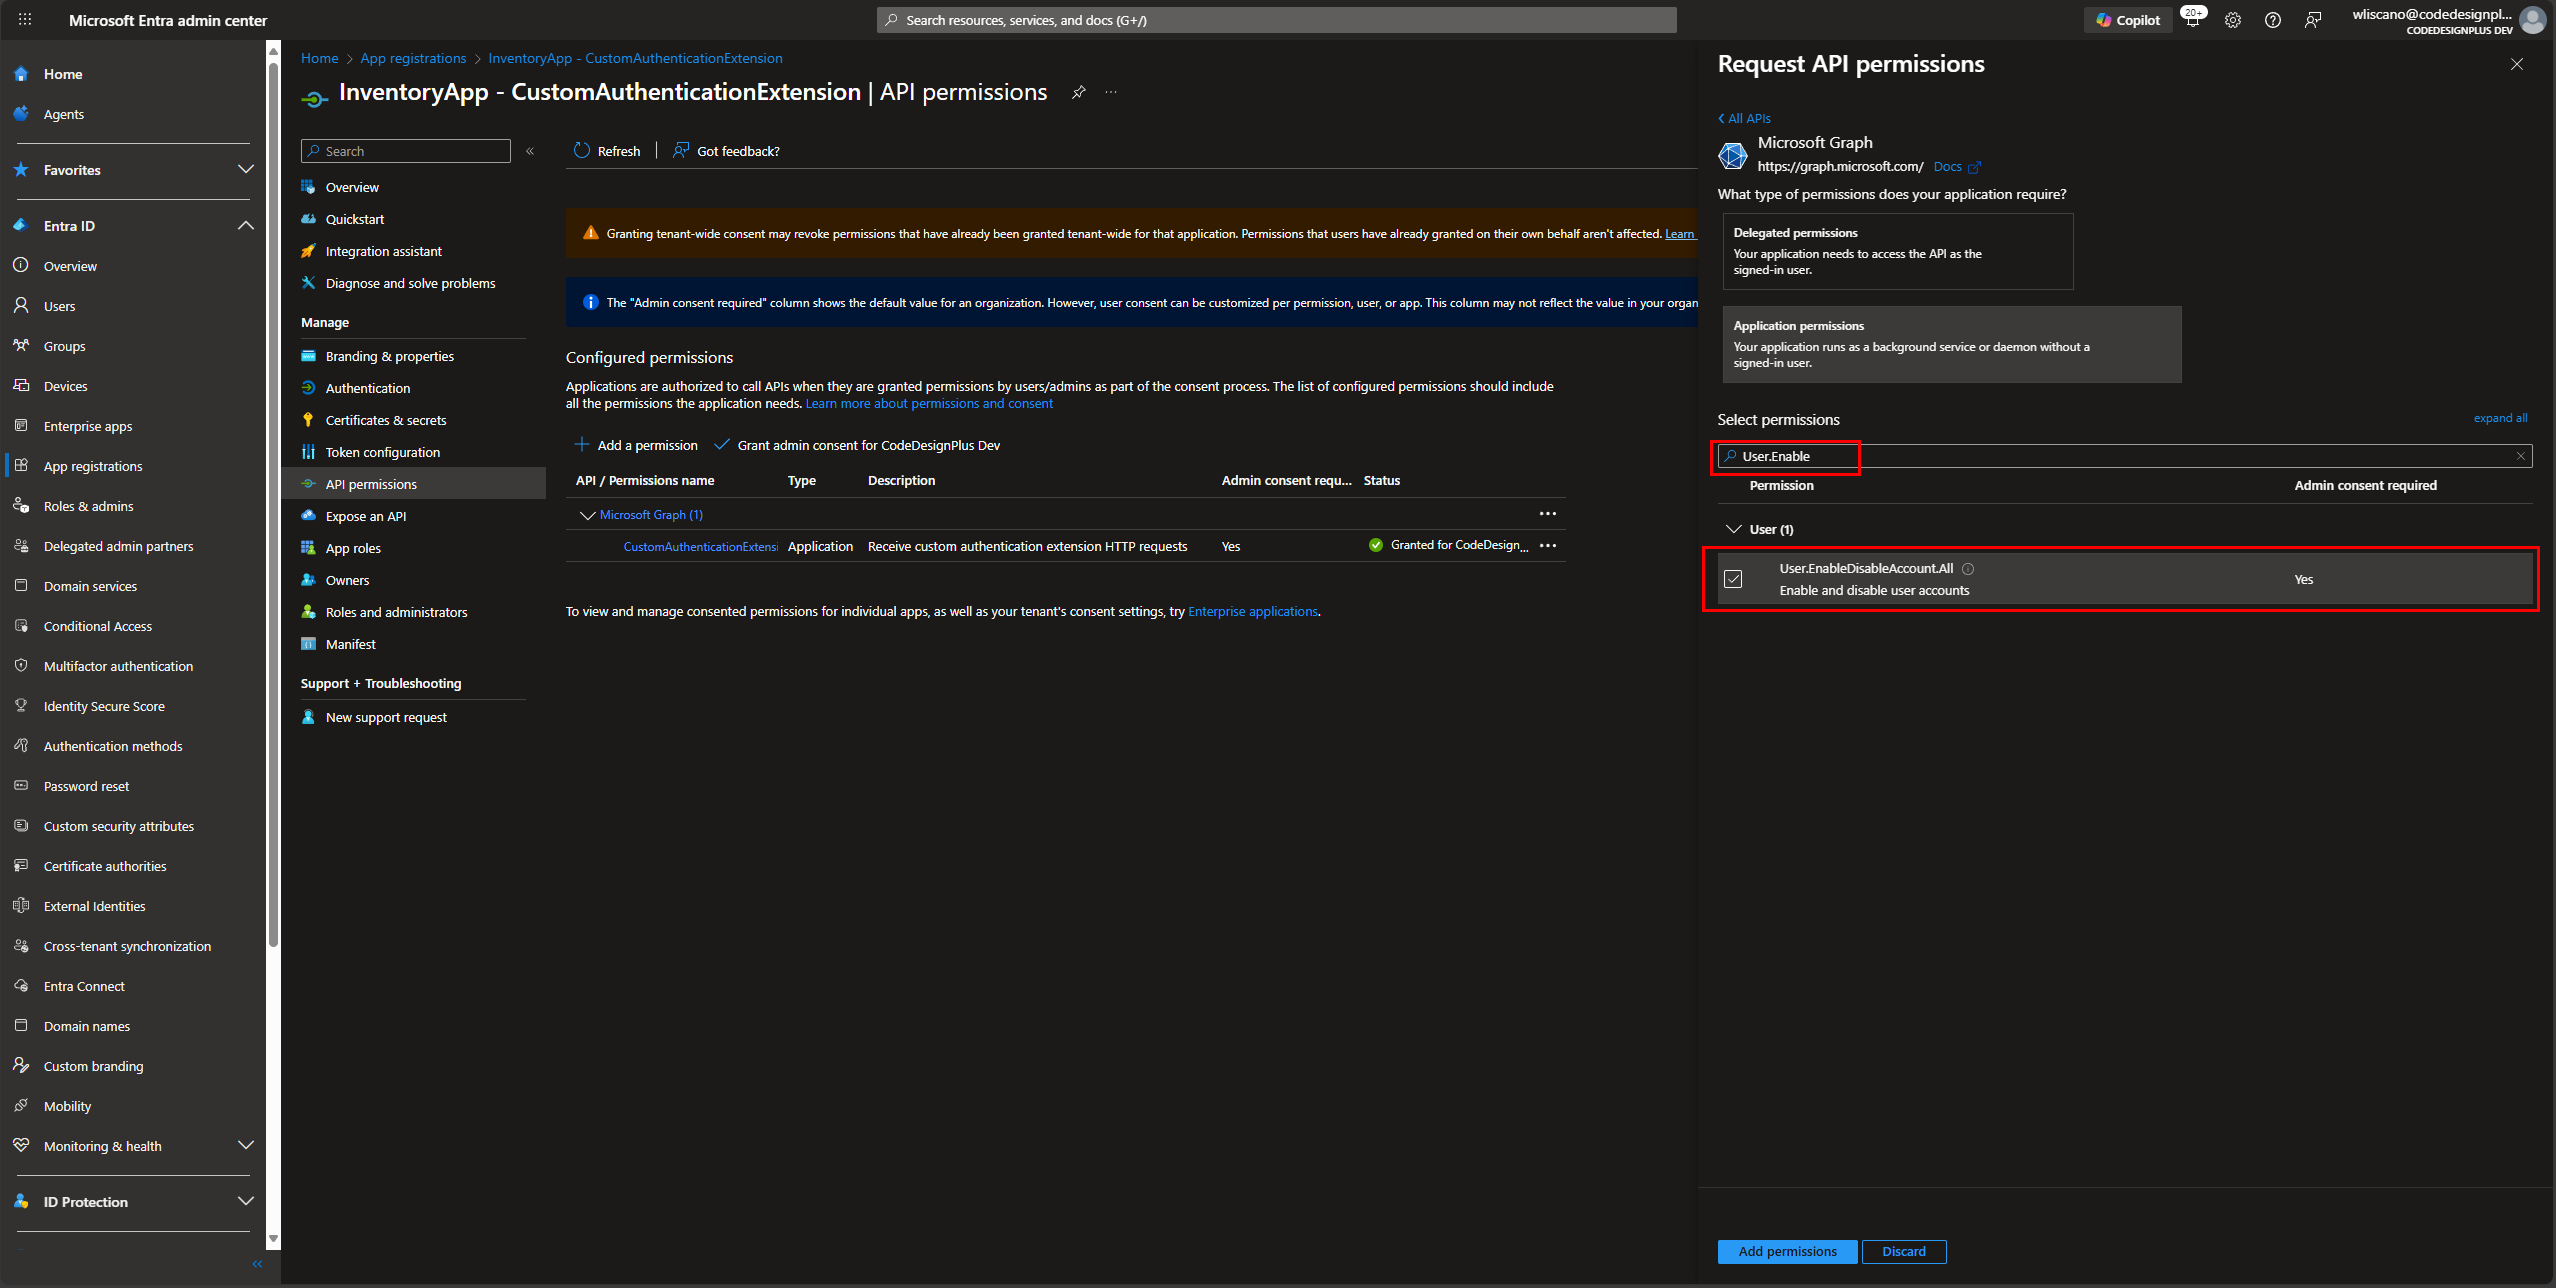 Microsoft Entra admin center
Search resources, services, and docs (G+/)
Copilot
20+
wliscano@codedesignpl...
CODEDESIGNPLUS DEV
Home
Agents
Favorites
Entra ID
Overview
Users
Groups
Devices
Enterprise apps
App registrations
Roles & admins
Delegated admin partners
Domain services
Conditional Access
Multifactor authentication
Identity Secure Score
Authentication methods
Password reset
Custom security attributes
Certificate authorities
External Identities
Cross-tenant synchronization
Entra Connect
Domain names
Custom branding
Mobility
Monitoring & health
ID Protection
Home > App registrations > InventoryApp - CustomAuthenticationExtension
InventoryApp - CustomAuthenticationExtension | API permissions
Search
Overview
Quickstart
Integration assistant
Diagnose and solve problems
Manage
Branding & properties
Authentication
Certificates & secrets
Token configuration
API permissions
Expose an API
App roles
Owners
Roles and administrators
Manifest
Support + Troubleshooting
New support request
Refresh
Got feedback?
Granting tenant-wide consent may revoke permissions that have already been granted tenant-wide for that application. Permissions that users have already granted on their own behalf aren't affected. Learn
The "Admin consent required" column shows the default value for an organization. However, user consent can be customized per permission, user, or app. This column may not reflect the value in your organ
Configured permissions
Applications are authorized to call APIs when they are granted permissions by users/admins as part of the consent process. The list of configured permissions should include
all the permissions the application needs. Learn more about permissions and consent
Add a permission
Grant admin consent for CodeDesignPlus Dev
API / Permissions name Type Description Admin consent requ... Status
Microsoft Graph (1)
CustomAuthenticationExtensi Application Receive custom authentication extension HTTP requests Yes Granted for CodeDesign...
To view and manage consented permissions for individual apps, as well as your tenant's consent settings, try Enterprise applications.
Request API permissions
All APIs
Microsoft Graph
https://graph.microsoft.com/ Docs
What type of permissions does your application require?
Delegated permissions
Your application needs to access the API as the
signed-in user.
Application permissions
Your application runs as a background service or daemon without a
signed-in user.
Select permissions
expand all
User.Enable
Permission Admin consent required
User (1)
User.EnableDisableAccount.All
Enable and disable user accounts
Yes
Add permissions
Discard